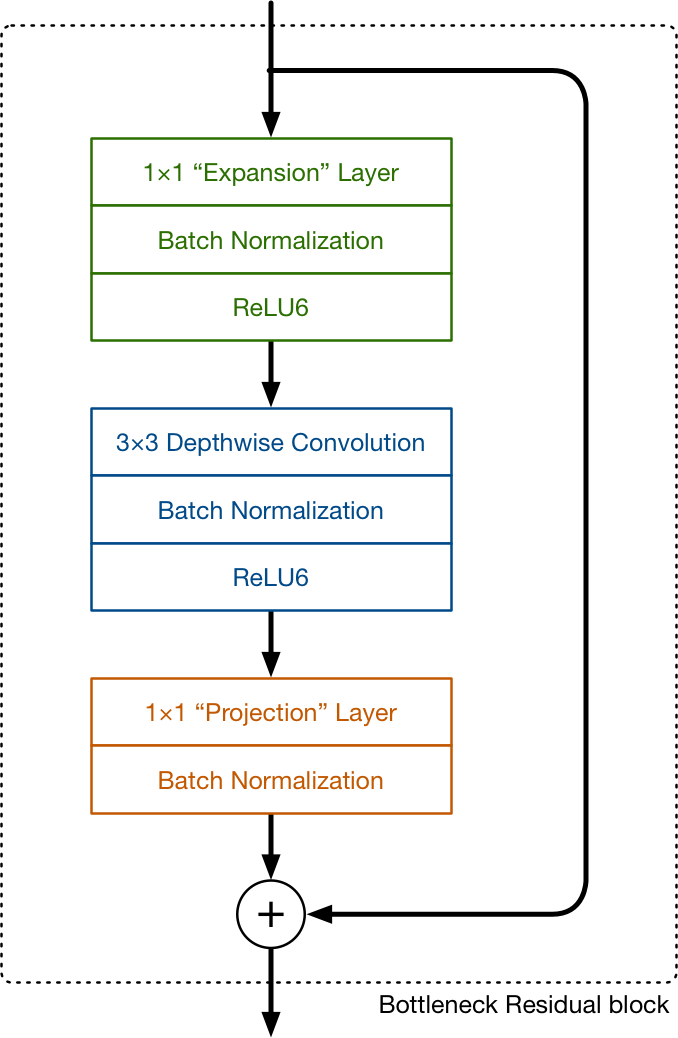 1×1 “Expansion” Layer
Batch Normalization
ReLU6
3×3 Depthwise Convolution
Batch Normalization
ReLU6
1×1 “Projection” Layer
Batch Normalization
+
Bottleneck Residual block